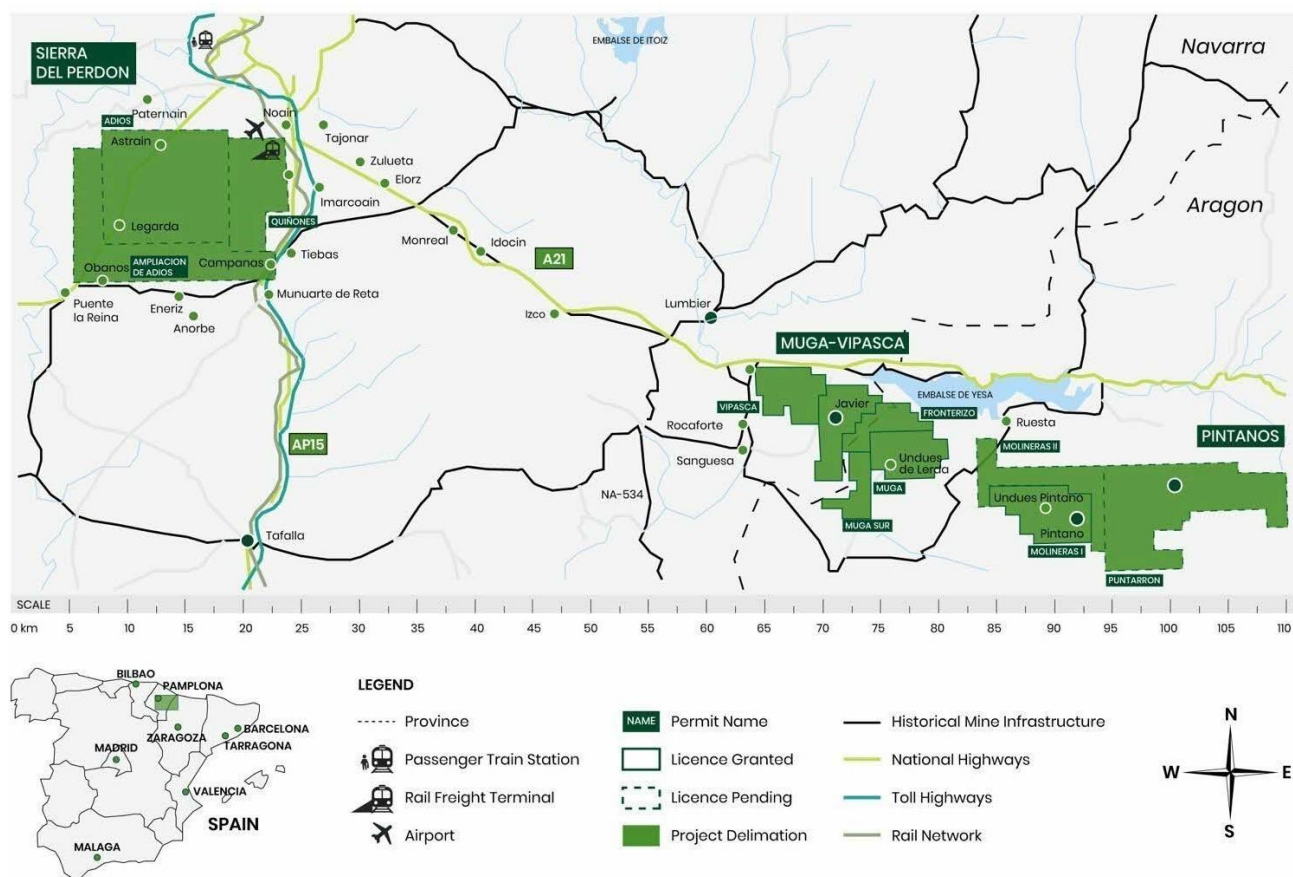 SIERRA
DEL PERDON
EMBALSE DE ITOIZ
Navarra
Aragon
Paternain
ADIOS
Astrain
Noain
Tajonar
Zulueta
Elorz
Imarcoain
QUIÑONES
Legarda
Monreal
Idocin
A21
Tiebas
Campanas
Obanos
AMPLIACION
DE ADIOS
Puente
la Reina
Eneriz
Anorbe
Munuarte de Reta
Izco
Lumbier
MUGA-VIPASCA
EMBALSE DE YESA
VIPASCA
Javier
FRONTERIZO
Rocaforte
Sanguesa
Ruesta
PINTANOS
MOLINERAS II
AP15
Undues
de Lerda
MUGA
NA-534
MUGA SUR
Undues Pintano
Pintano
MOLINERAS I
PUNTARRON
Tafalla
SCALE
0 km 5 10 15 20 25 30 35 40 45 50 55 60 65 70 75 80 85 90 95 100 105 110
BILBAO
PAMPLONA
ZARAGOZA
BARCELONA
TARRAGONA
MADRID
VALENCIA
SPAIN
MALAGA
LEGEND
Province
Passenger Train Station
Rail Freight Terminal
Airport
NAME Permit Name
Licence Granted
Licence Pending
Project Delimation
Historical Mine Infrastructure
National Highways
Toll Highways
Rail Network
N
W E
S